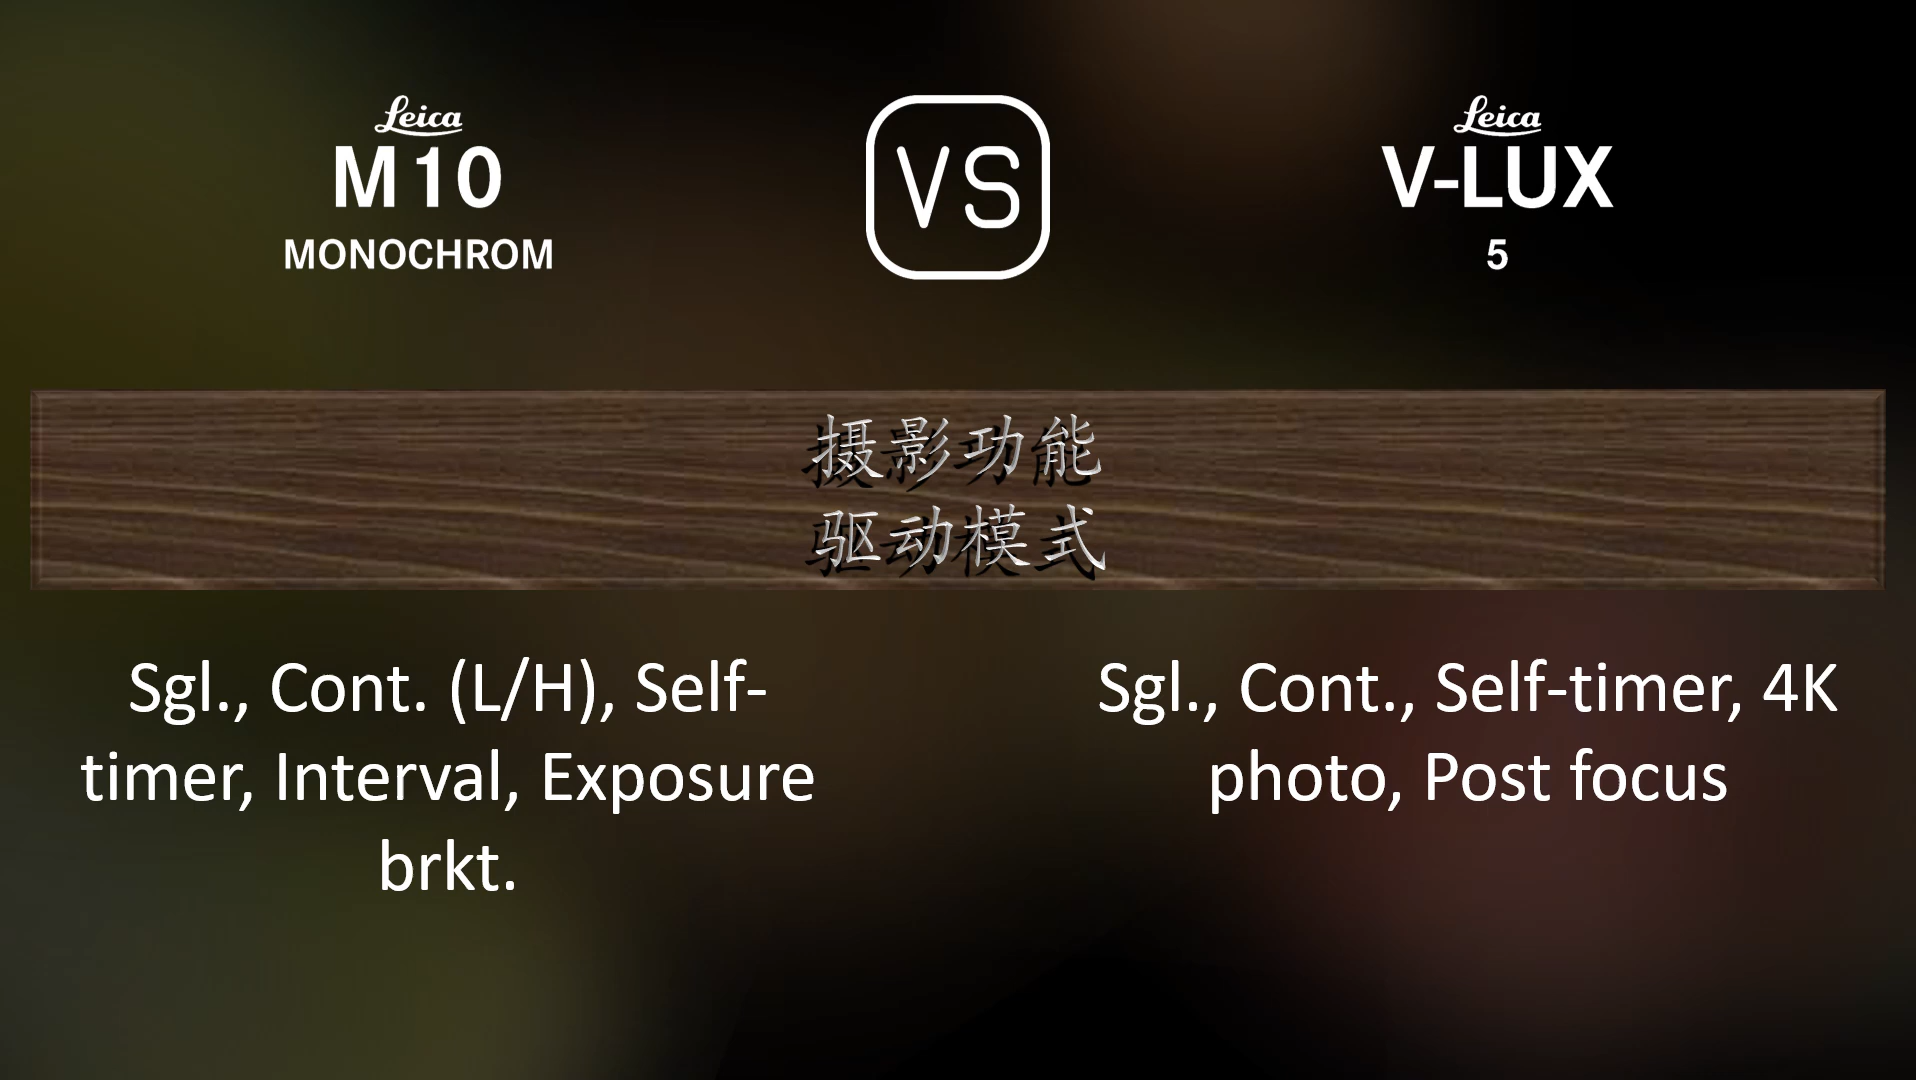 Leica
M10
MONOCHROM
VS
Leica
V-LUX
5
摄影功能
驱动模式
Sgl., Cont. (L/H), Self-
timer, Interval, Exposure
brkt.
Sgl., Cont., Self-timer, 4K
photo, Post focus